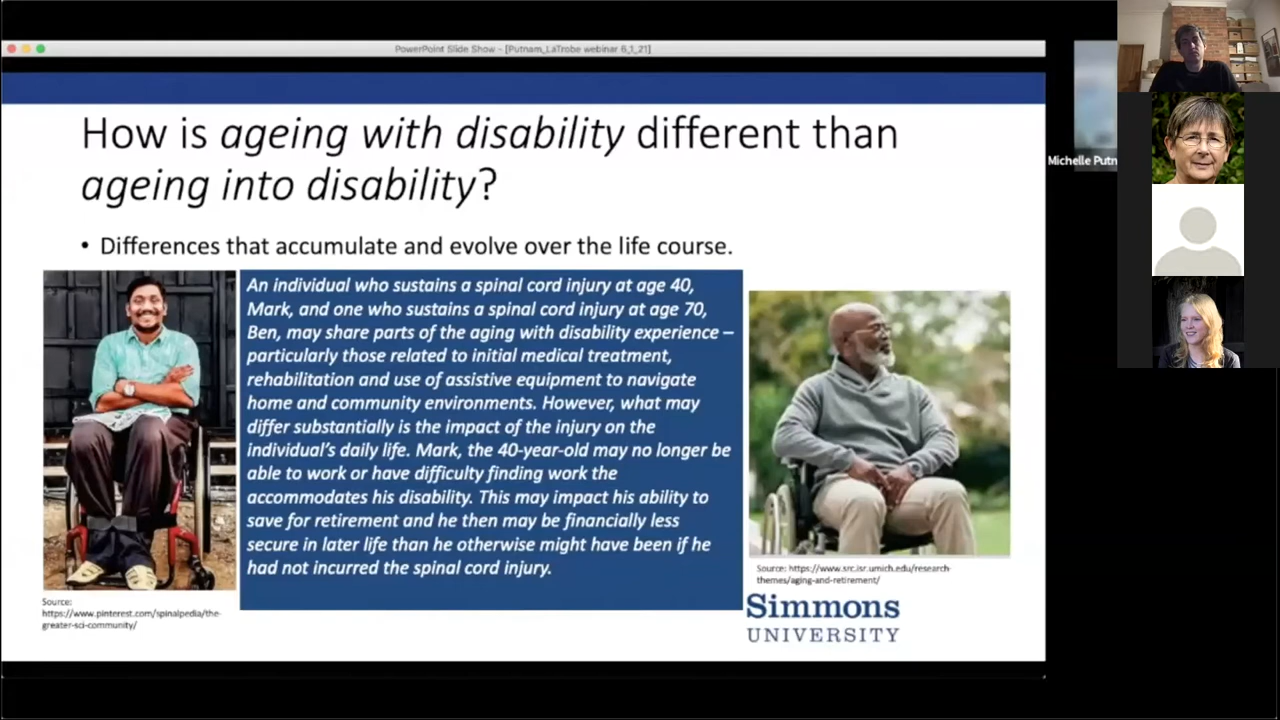 PowerPoint Slide Show - [Putnam_LaTrobe webinar 6_1_21]
How is ageing with disability different than
ageing into disability?
• Differences that accumulate and evolve over the life course.
An individual who sustains a spinal cord injury at age 40,
Mark, and one who sustains a spinal cord injury at age 70,
Ben, may share parts of the aging with disability experience –
particularly those related to initial medical treatment,
rehabilitation and use of assistive equipment to navigate
home and community environments. However, what may
differ substantially is the impact of the injury on the
individual's daily life. Mark, the 40-year-old may no longer be
able to work or have difficulty finding work the
accommodates his disability. This may impact his ability to
save for retirement and he then may be financially less
secure in later life than he otherwise might have been if he
had not incurred the spinal cord injury.
Source:
https://www.pinterest.com/spinalpedia/the-
greater-sci-community/
Source: https://www.src.isr.umich.edu/research-
themes/aging-and-retirement/
Simmons
UNIVERSITY
Michelle Putn